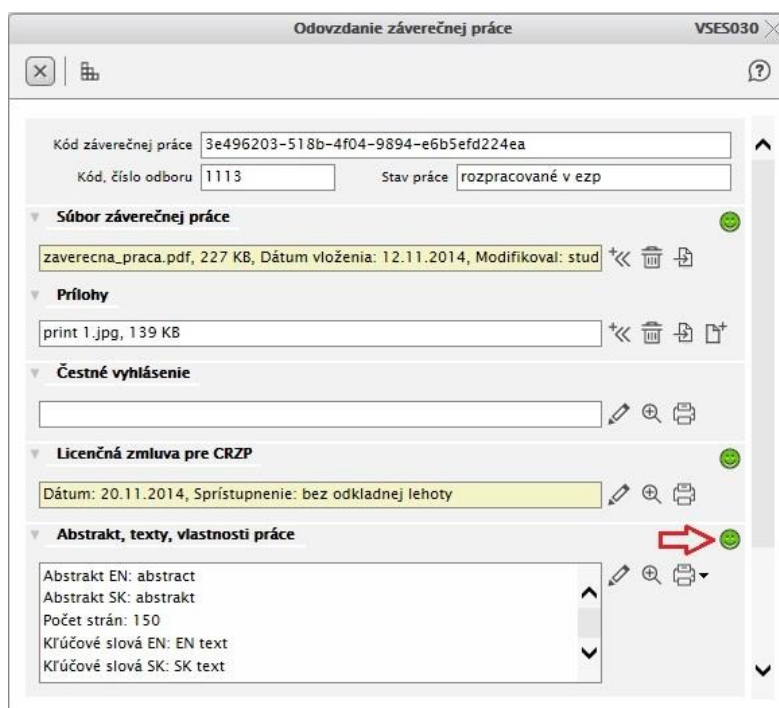 Odovzdanie záverečnej práce VSES030
Kód záverečnej práce 3e496203-518b-4f04-9894-e6b5efd224ea
Kód, číslo odboru 1113 Stav práce rozpracované v ezp
Súbor záverečnej práce
zaverecna_praca.pdf, 227 KB, Dátum vloženia: 12.11.2014, Modifikoval: stud
Prílohy
print 1.jpg, 139 KB
Čestné vyhlásenie
Licenčná zmluva pre CRZP
Dátum: 20.11.2014, Sprístupnenie: bez odkladnej lehoty
Abstrakt, texty, vlastnosti práce
Abstrakt EN: abstract
Abstrakt SK: abstrakt
Počet strán: 150
Kľúčové slová EN: EN text
Kľúčové slová SK: SK text